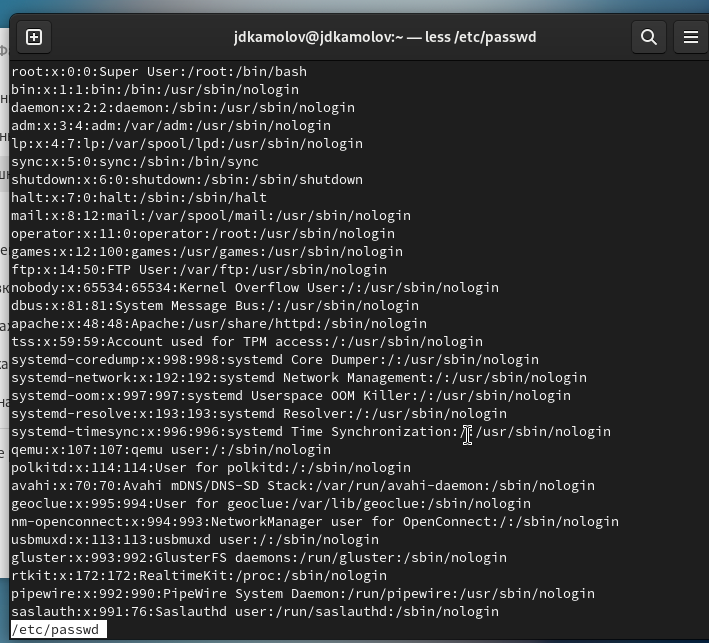 jdkamolov@jdkamolov:~ — less /etc/passwd
root:x:0:0:Super User:/root:/bin/bash
bin:x:1:1:bin:/bin:/usr/sbin/nologin
daemon:x:2:2:daemon:/sbin:/usr/sbin/nologin
adm:x:3:4:adm:/var/adm:/usr/sbin/nologin
lp:x:4:7:lp:/var/spool/lpd:/usr/sbin/nologin
sync:x:5:0:sync:/sbin:/bin/sync
shutdown:x:6:0:shutdown:/sbin:/sbin/shutdown
halt:x:7:0:halt:/sbin:/sbin/halt
mail:x:8:12:mail:/var/spool/mail:/usr/sbin/nologin
operator:x:11:0:operator:/root:/usr/sbin/nologin
games:x:12:100:games:/usr/games:/usr/sbin/nologin
ftp:x:14:50:FTP User:/var/ftp:/usr/sbin/nologin
nobody:x:65534:65534:Kernel Overflow User:/:/usr/sbin/nologin
dbus:x:81:81:System Message Bus:/:/usr/sbin/nologin
apache:x:48:48:Apache:/usr/share/httpd:/sbin/nologin
tss:x:59:59:Account used for TPM access:/:/usr/sbin/nologin
systemd-coredump:x:998:998:systemd Core Dumper:/:/usr/sbin/nologin
systemd-network:x:192:192:systemd Network Management:/:/usr/sbin/nologin
systemd-oom:x:997:997:systemd Userspace OOM Killer:/:/usr/sbin/nologin
systemd-resolve:x:193:193:systemd Resolver:/:/usr/sbin/nologin
systemd-timesync:x:996:996:systemd Time Synchronization:/:/usr/sbin/nologin
qemu:x:107:107:qemu user:/:/sbin/nologin
polkitd:x:114:114:User for polkitd:/:/sbin/nologin
avahi:x:70:70:Avahi mDNS/DNS-SD Stack:/var/run/avahi-daemon:/sbin/nologin
geoclue:x:995:994:User for geoclue:/var/lib/geoclue:/sbin/nologin
nm-openconnect:x:994:993:NetworkManager user for OpenConnect:/:/sbin/nologin
usbmuxd:x:113:113:usbmuxd user:/:/sbin/nologin
gluster:x:993:992:GlusterFS daemons:/run/gluster:/sbin/nologin
rtkit:x:172:172:RealtimeKit:/proc:/sbin/nologin
pipewire:x:992:990:PipeWire System Daemon:/run/pipewire:/usr/sbin/nologin
saslauth:x:991:76:Saslauthd user:/run/saslauthd:/sbin/nologin
/etc/passwd